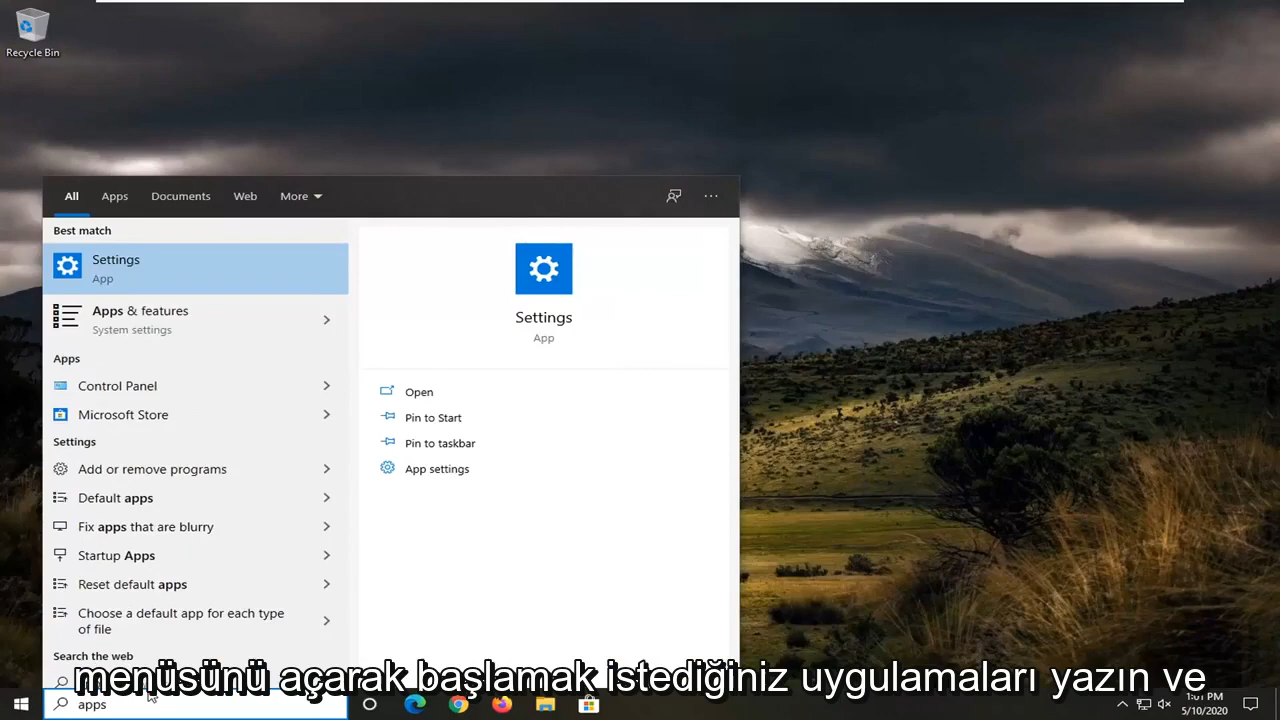 Recycle Bin
All Apps Documents Web More
Best match
Settings
App
Apps & features
System settings
Apps
Control Panel
Microsoft Store
Settings
Add or remove programs
Default apps
Fix apps that are blurry
Startup Apps
Reset default apps
Choose a default app for each type
of file
Search the web
Settings
App
Open
Pin to Start
Pin to taskbar
App settings
menüsünü açarak başlamak istediğiniz uygulamaları yazın ve
apps
1:01 PM
5/10/2020